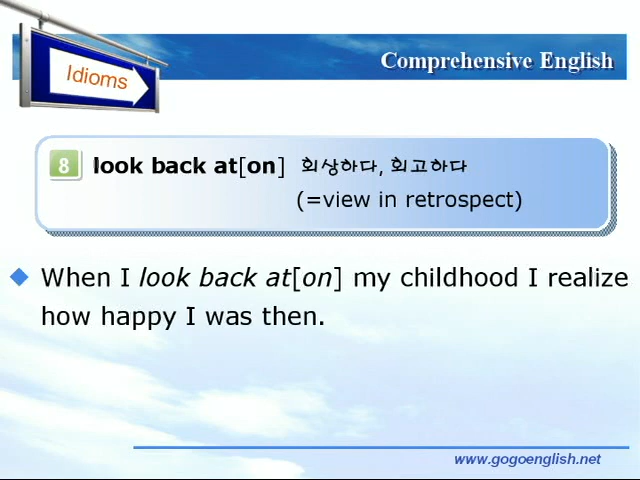 Idioms
Comprehensive English
8 look back at[on] 회상하다, 회고하다
(=view in retrospect)
When I look back at[on] my childhood I realize
how happy I was then.
www.gogoenglish.net